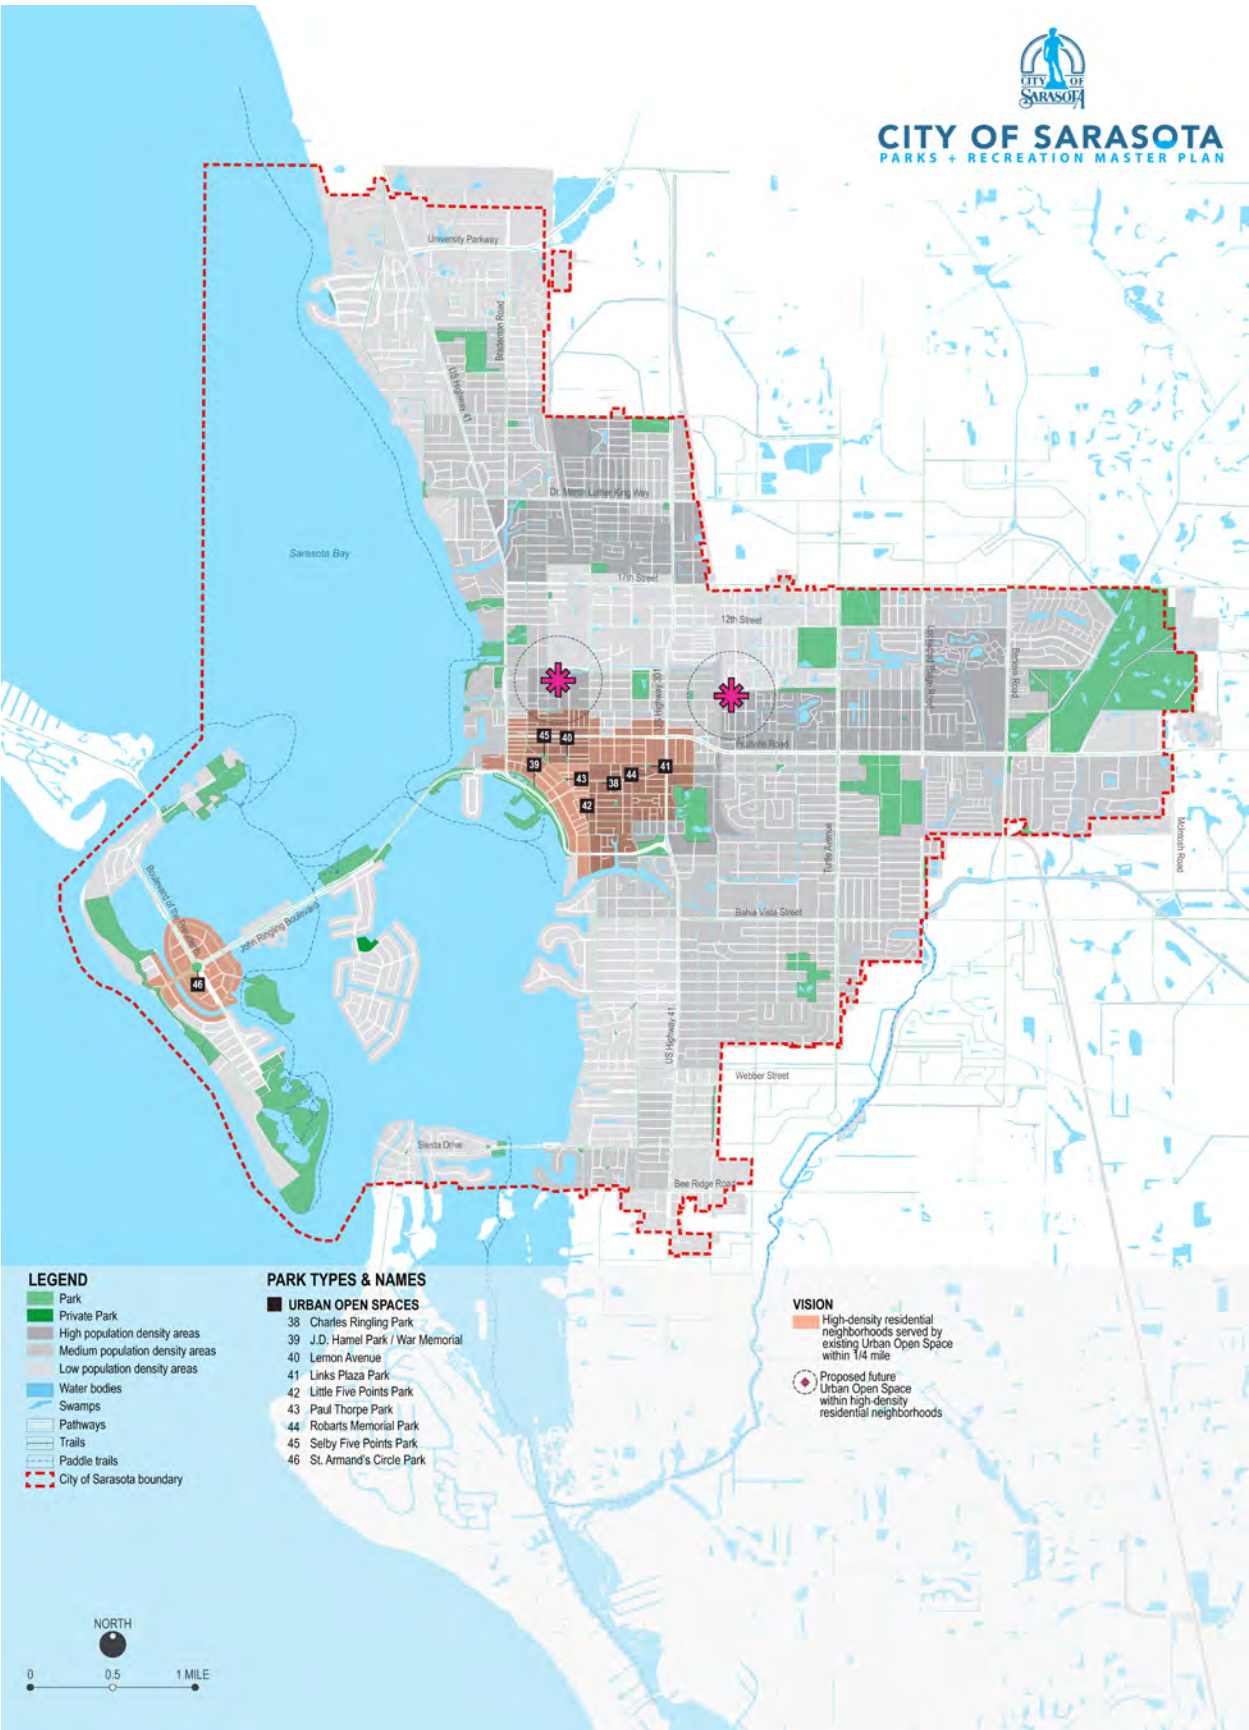 CITY OF
SARASOTA
CITY OF SARASOTA
PARKS + RECREATION MASTER PLAN
University Parkway
Bradenton Road
US Highway 41
Dr. Martin Luther King Way
Sarasota Bay
17th Street
12th Street
Lockwood Ridge Road
Beneva Road
US Highway 301
45
40
Fruitville Road
39
43
38
44
41
42
Tuttle Avenue
McIntosh Road
Boulevard of the Presidents
John Ringling Boulevard
Bahia Vista Street
46
US Highway 41
Webber Street
Siesta Drive
Bee Ridge Road
LEGEND
Park
Private Park
High population density areas
Medium population density areas
Low population density areas
Water bodies
Swamps
Pathways
Trails
Paddle trails
City of Sarasota boundary
PARK TYPES & NAMES
URBAN OPEN SPACES
38 Charles Ringling Park
39 J.D. Hamel Park / War Memorial
40 Lemon Avenue
41 Links Plaza Park
42 Little Five Points Park
43 Paul Thorpe Park
44 Robarts Memorial Park
45 Selby Five Points Park
46 St. Armand's Circle Park
VISION
High-density residential
neighborhoods served by
existing Urban Open Space
within 1/4 mile
Proposed future
Urban Open Space
within high-density
residential neighborhoods
NORTH
0 0.5 1 MILE